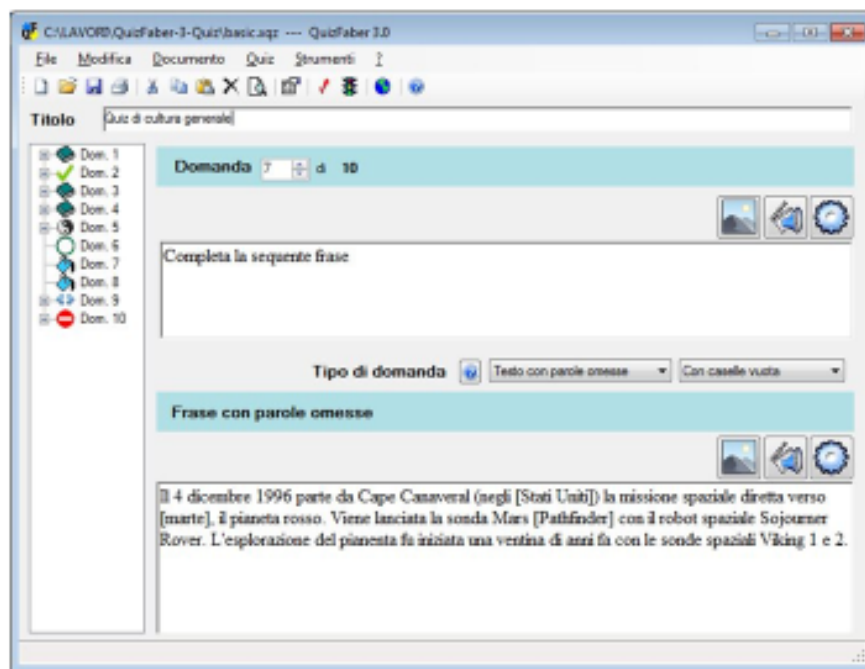 C:\LAVORO\QuizFaber-3-Quiz\basic.aqz --- QuizFaber 3.0
File Modifica Documento Quiz Strumenti ?
Titolo Quiz di cultura generale
Dom. 1
Dom. 2
Dom. 3
Dom. 4
Dom. 5
Dom. 6
Dom. 7
Dom. 8
Dom. 9
Dom. 10
Domanda 7 di 10
Completa la sequente frase
Tipo di domanda Testo con parole omesse Con caselle vuota
Frase con parole omesse
Il 4 dicembre 1996 parte da Cape Canaveral (negli [Stati Uniti]) la missione spaziale diretta verso
[marte], il pianeta rosso. Viene lanciata la sonda Mars [Pathfinder] con il robot spaziale Sojourner
Rover. L'esplorazione del pianenta fu iniziata una ventina di anni fa con le sonde spaziali Viking 1 e 2.